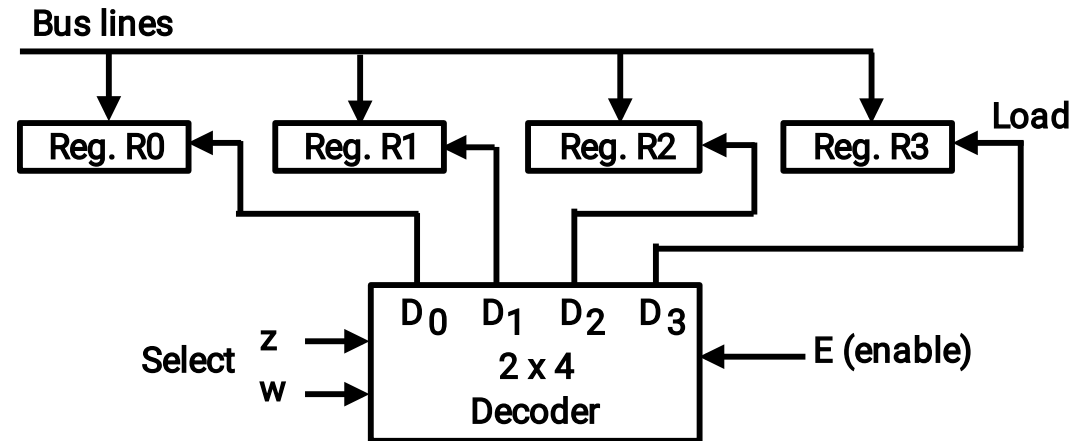 Bus lines
Load
Reg. R0
Reg. R1
Reg. R2
Reg. R3
D0 D1 D2 D3
Select
z
w
2 x 4
Decoder
E (enable)